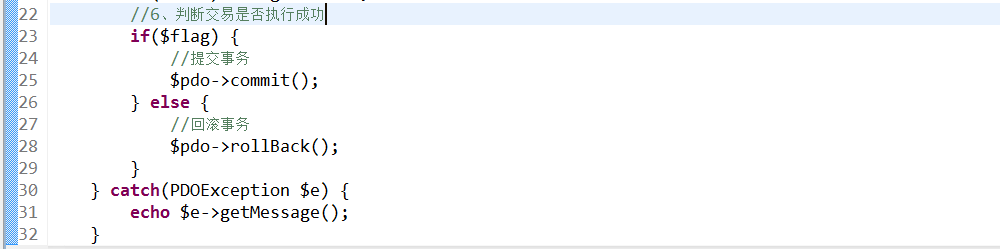 22 //6、判断交易是否执行成功
23 if($flag) {
24 //提交事务
25 $pdo->commit();
26 } else {
27 //回滚事务
28 $pdo->rollBack();
29 }
30 } catch(PDOException $e) {
31 echo $e->getMessage();
32 }